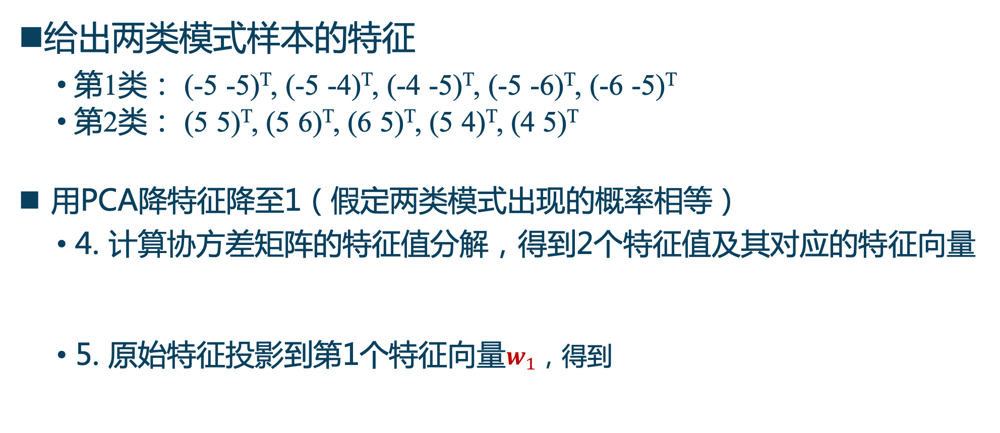 ■给出两类模式样本的特征
• 第1类： (-5 -5)ᵀ, (-5 -4)ᵀ, (-4 -5)ᵀ, (-5 -6)ᵀ, (-6 -5)ᵀ
• 第2类： (5 5)ᵀ, (5 6)ᵀ, (6 5)ᵀ, (5 4)ᵀ, (4 5)ᵀ
■ 用PCA降特征降至1（假定两类模式出现的概率相等）
• 4. 计算协方差矩阵的特征值分解，得到2个特征值及其对应的特征向量
• 5. 原始特征投影到第1个特征向量w₁，得到